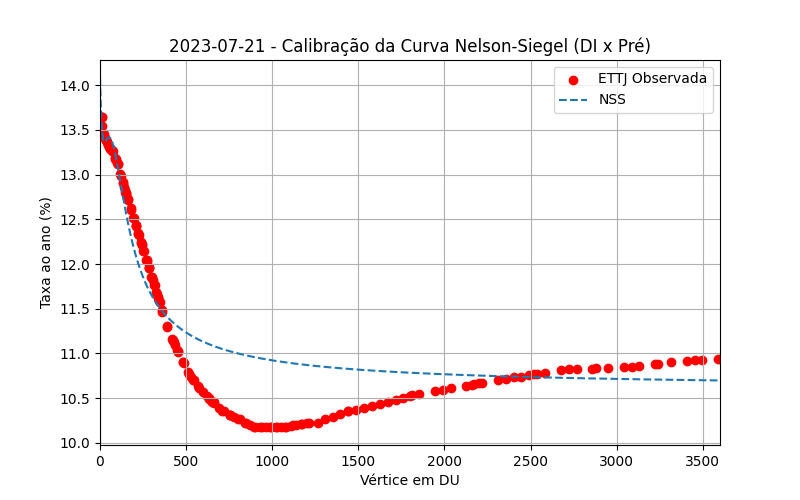 2023-07-21 - Calibração da Curva Nelson-Siegel (DI x Pré)
ETTJ Observada
NSS
Taxa ao ano (%)
14.0
13.5
13.0
12.5
12.0
11.5
11.0
10.5
10.0
0 500 1000 1500 2000 2500 3000 3500
Vértice em DU